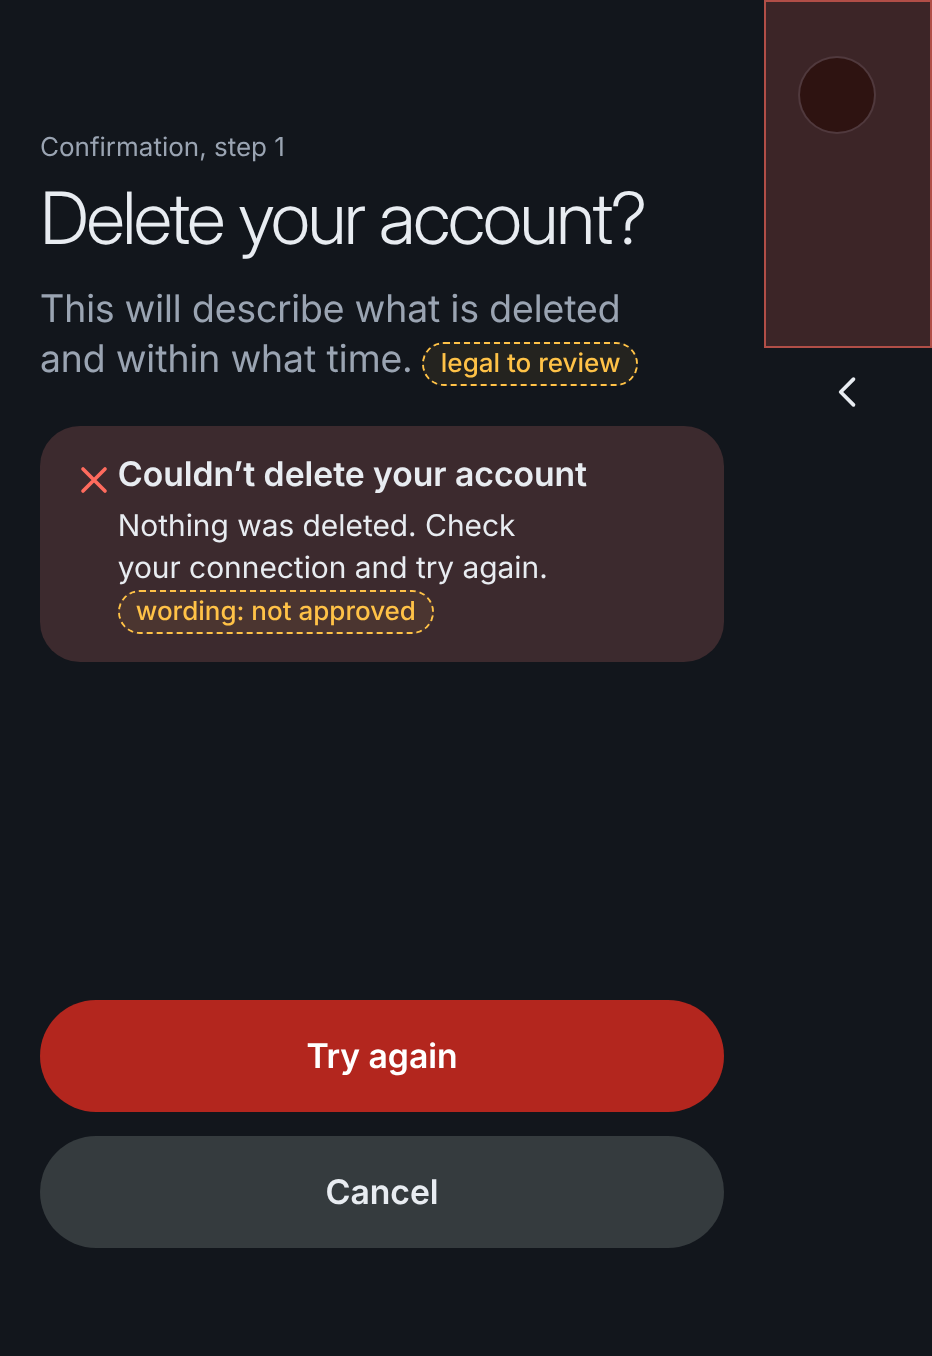 Confirmation, step 1
Delete your account?
This will describe what is deleted
and within what time. legal to review
Couldn’t delete your account
Nothing was deleted. Check
your connection and try again.
wording: not approved
Try again
Cancel